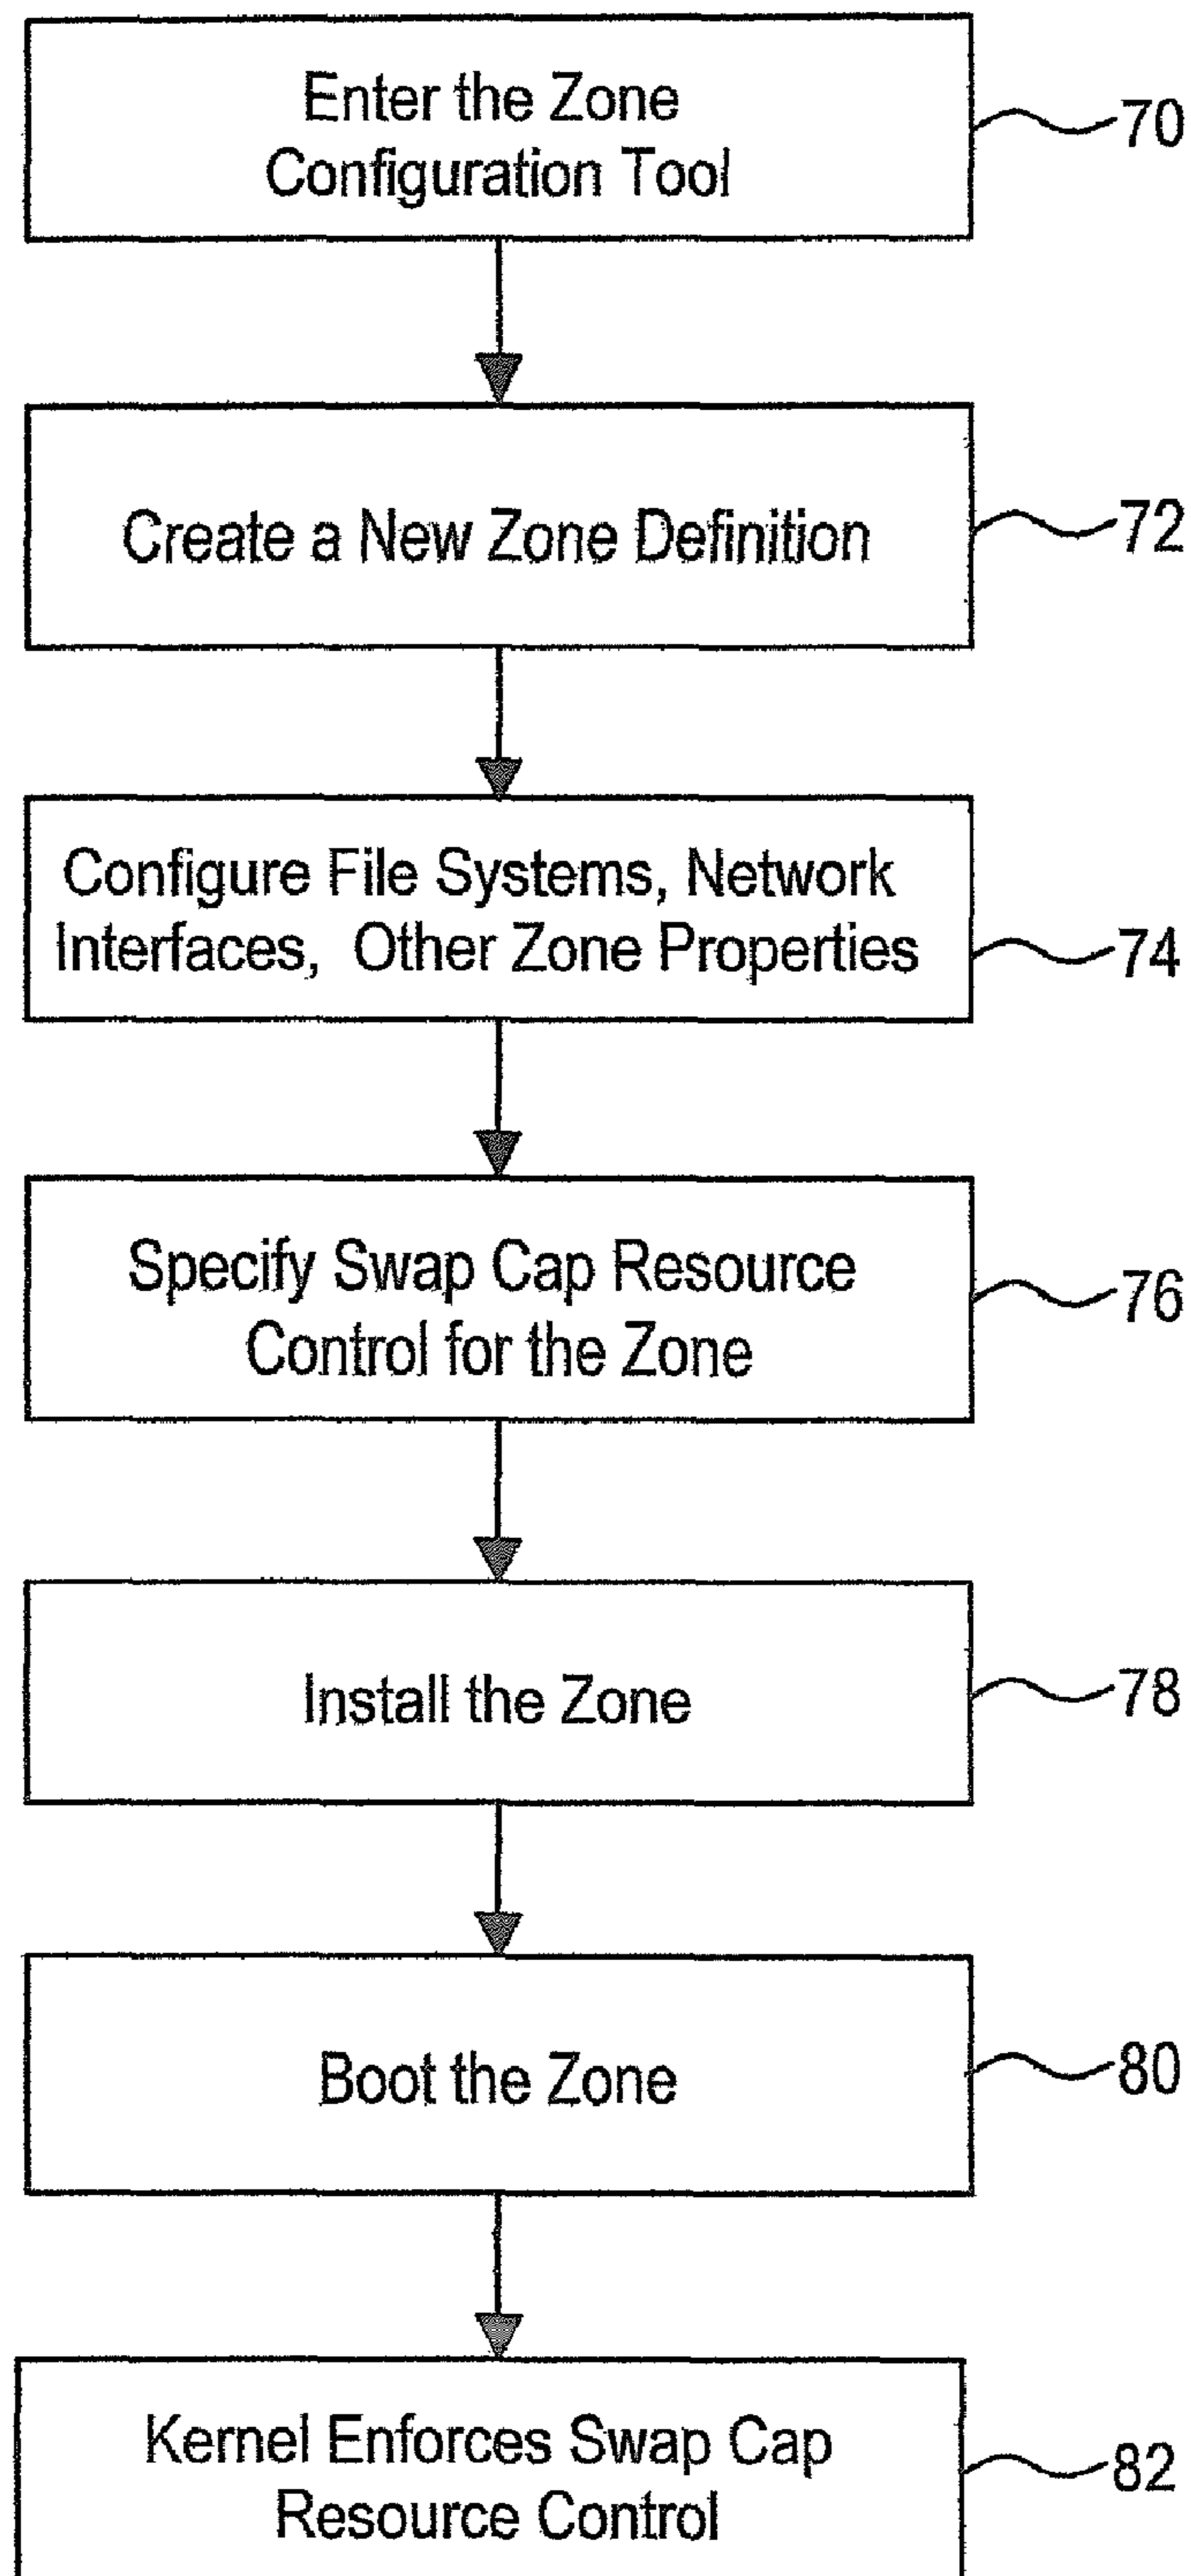 Enter the Zone
Configuration Tool
70
Create a New Zone Definition
72
Configure File Systems, Network
Interfaces, Other Zone Properties
74
Specify Swap Cap Resource
Control for the Zone
76
Install the Zone
78
Boot the Zone
80
Kernel Enforces Swap Cap
Resource Control
82